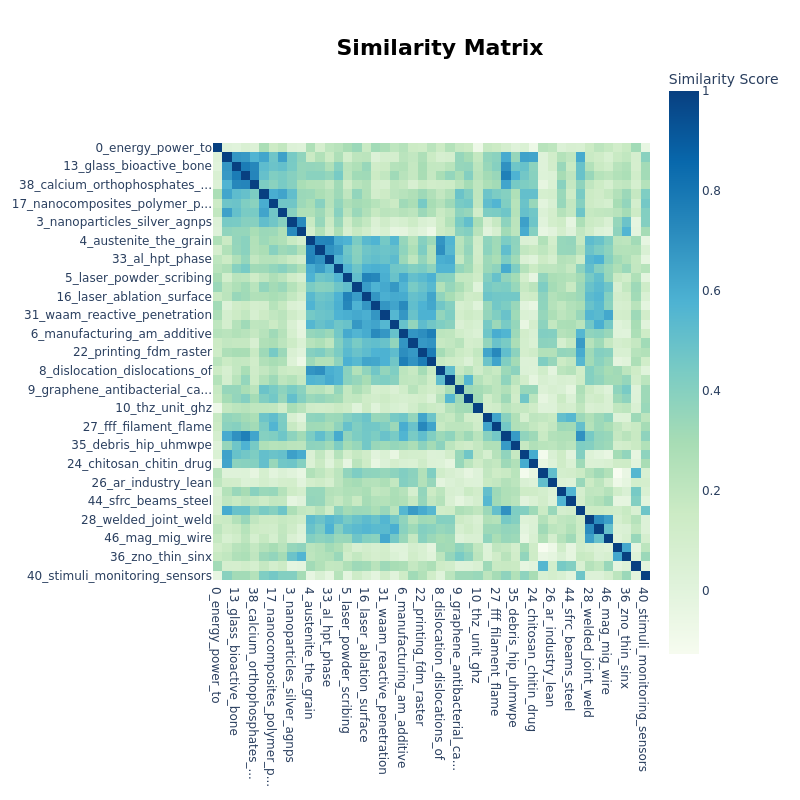 Similarity Matrix
Similarity Score
1
0.8
0.6
0.4
0.2
0
0_energy_power_to
13_glass_bioactive_bone
38_calcium_orthophosphates_...
17_nanocomposites_polymer_p...
3_nanoparticles_silver_agnps
4_austenite_the_grain
33_al_hpt_phase
5_laser_powder_scribing
16_laser_ablation_surface
31_waam_reactive_penetration
6_manufacturing_am_additive
22_printing_fdm_raster
8_dislocation_dislocations_of
9_graphene_antibacterial_ca...
10_thz_unit_ghz
27_fff_filament_flame
35_debris_hip_uhmwpe
24_chitosan_chitin_drug
26_ar_industry_lean
44_sfrc_beams_steel
28_welded_joint_weld
46_mag_mig_wire
36_zno_thin_sinx
40_stimuli_monitoring_sensors
0_energy_power_to
13_glass_bioactive_bone
38_calcium_orthophosphates_...
17_nanocomposites_polymer_p...
3_nanoparticles_silver_agnps
4_austenite_the_grain
33_al_hpt_phase
5_laser_powder_scribing
16_laser_ablation_surface
31_waam_reactive_penetration
6_manufacturing_am_additive
22_printing_fdm_raster
8_dislocation_dislocations_of
9_graphene_antibacterial_ca...
10_thz_unit_ghz
27_fff_filament_flame
35_debris_hip_uhmwpe
24_chitosan_chitin_drug
26_ar_industry_lean
44_sfrc_beams_steel
28_welded_joint_weld
46_mag_mig_wire
36_zno_thin_sinx
40_stimuli_monitoring_sensors